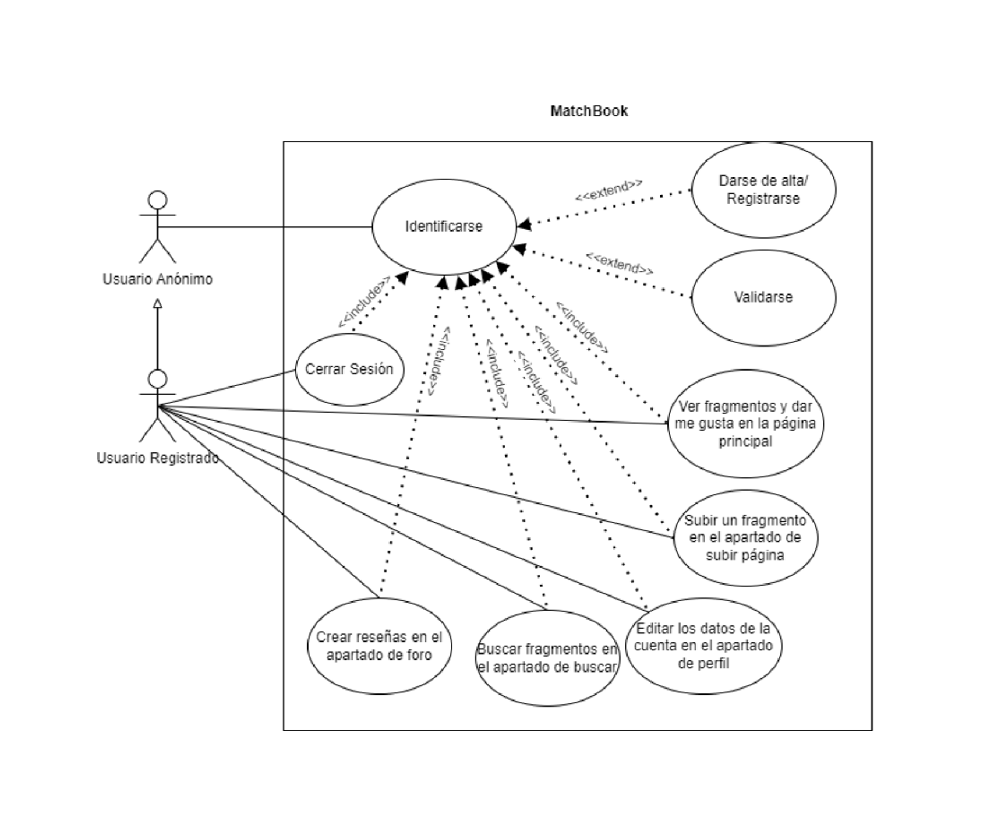 MatchBook
Darse de alta/
Registrarse
<<extend>>
Identificarse
Usuario Anónimo
<<extend>>
Validarse
<<include>>
Cerrar Sesión
<<include>>
<<include>>
<<include>>
<<include>>
<<include>>
Ver fragmentos y dar
me gusta en la página
principal
Usuario Registrado
Subir un fragmento
en el apartado de
subir página
Crear reseñas en el
apartado de foro
Buscar fragmentos en
el apartado de buscar
Editar los datos de la
cuenta en el apartado
de perfil